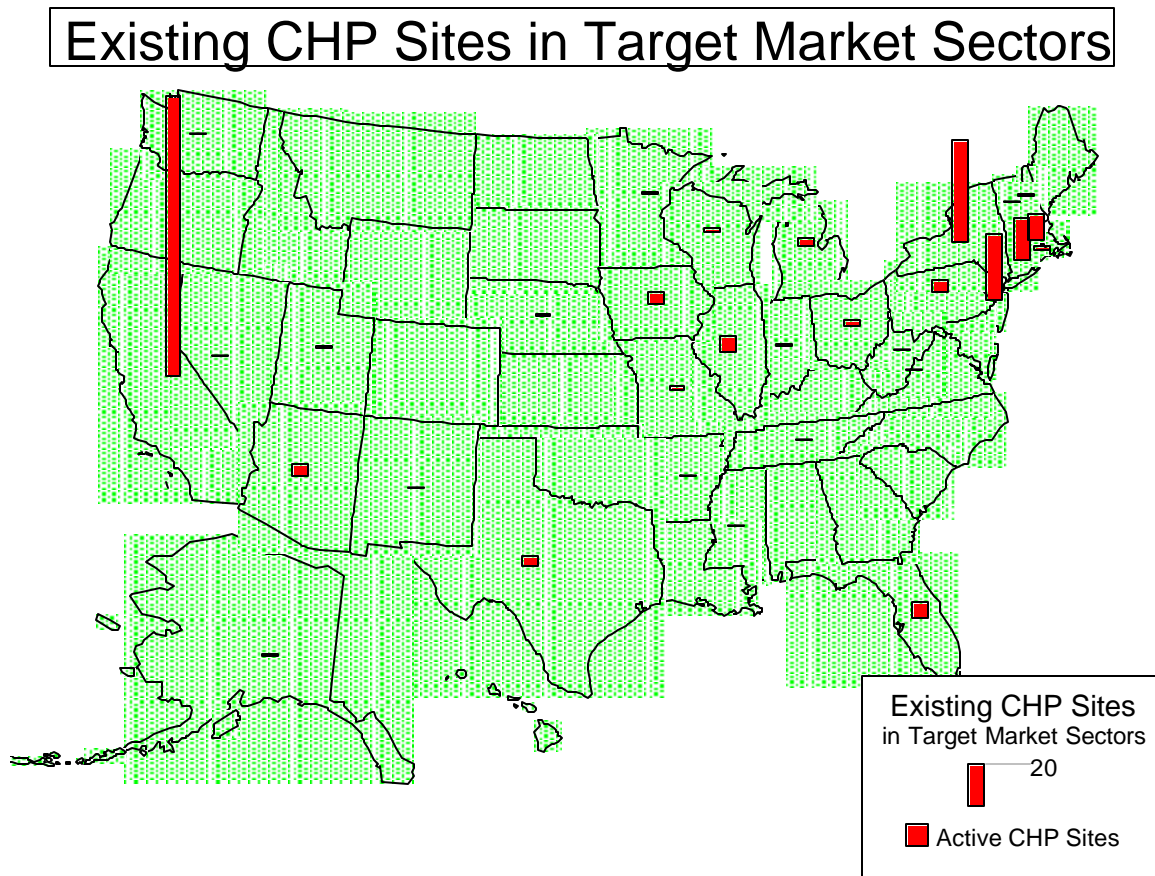 Existing CHP Sites in Target Market Sectors
Existing CHP Sites
in Target Market Sectors
20
Active CHP Sites